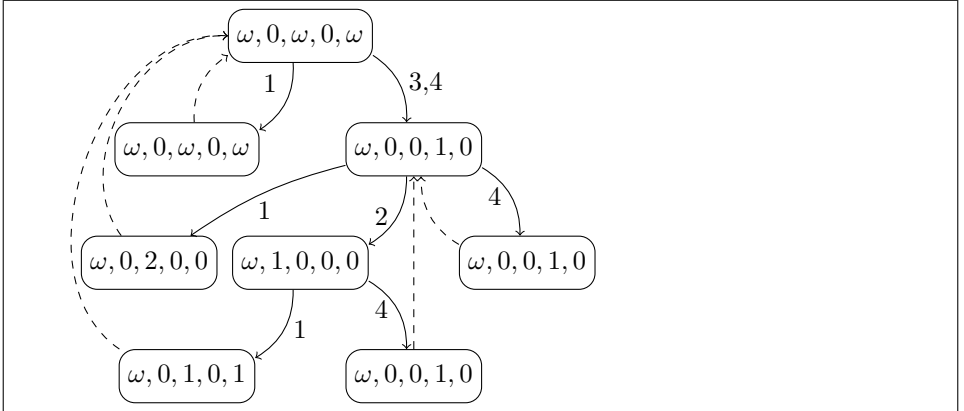 ω, 0, ω, 0, ω
1
3,4
ω, 0, ω, 0, ω
ω, 0, 0, 1, 0
1
2
4
ω, 0, 2, 0, 0
ω, 1, 0, 0, 0
ω, 0, 0, 1, 0
1
4
ω, 0, 1, 0, 1
ω, 0, 0, 1, 0